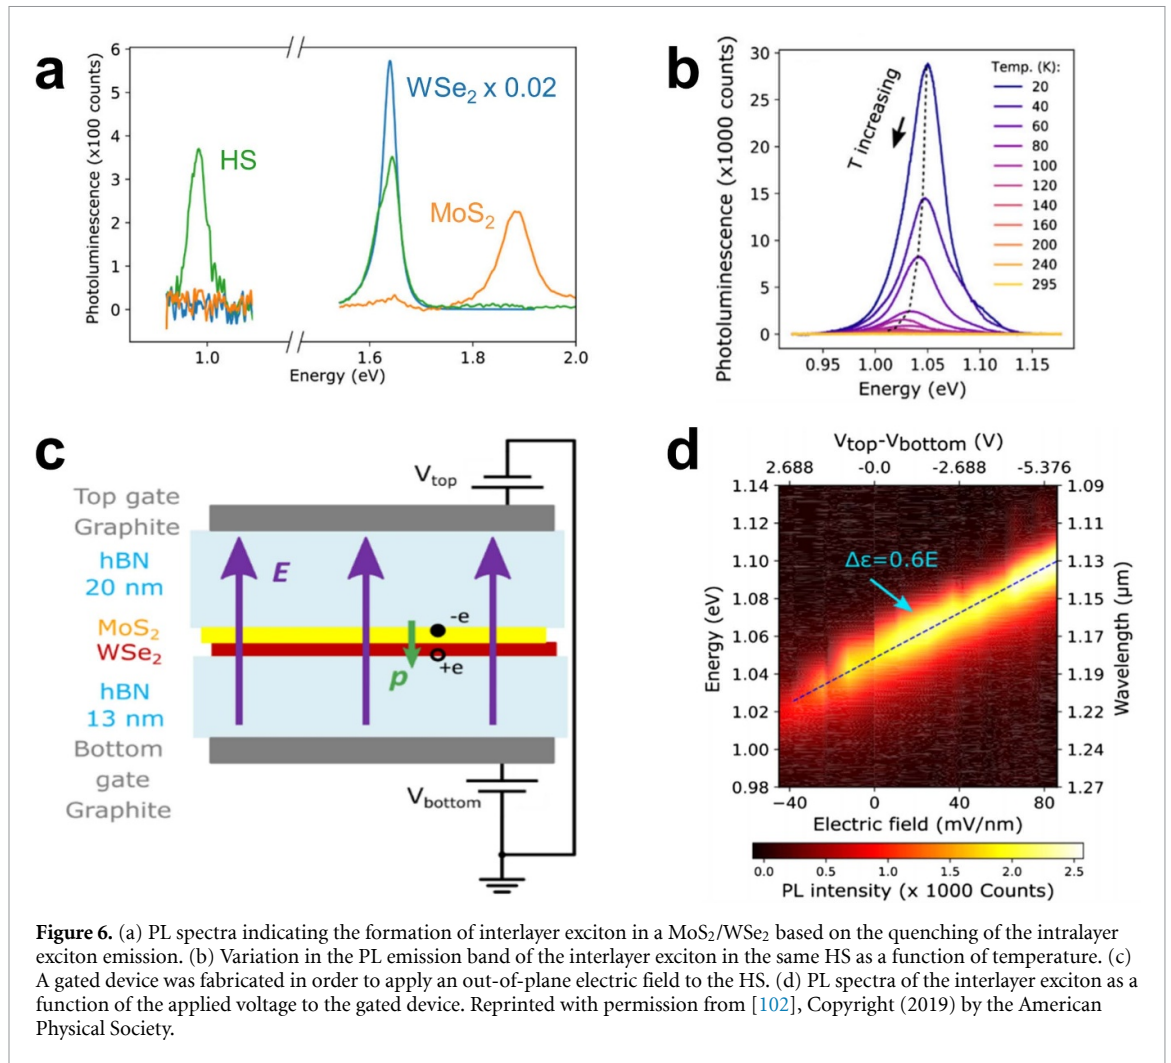 a
Photoluminescence (x100 counts)
6
5
4
3
2
1
0
HS
WSe₂ x 0.02
MoS₂
1.0
1.6
1.8
2.0
Energy (eV)
b
Photoluminescence (x1000 counts)
30
25
20
15
10
5
0
T increasing
Temp. (K):
20
40
60
80
100
120
140
160
200
240
295
0.95
1.00
1.05
1.10
1.15
Energy (eV)
c
Top gate
Graphite
hBN
20 nm
MoS₂
WSe₂
hBN
13 nm
Bottom
gate
Graphite
Vtop
E
-e
+e
p
Vbottom
d
Vtop-Vbottom (V)
2.688
-0.0
-2.688
-5.376
Energy (eV)
1.14
1.12
1.10
1.08
1.06
1.04
1.02
1.00
0.98
Δε=0.6E
1.09
1.11
1.13
1.15
1.17
1.19
1.22
1.24
1.27
Wavelength (μm)
−40
0
40
80
Electric field (mV/nm)
0.0
0.5
1.0
1.5
2.0
2.5
PL intensity (x 1000 Counts)
Figure 6. (a) PL spectra indicating the formation of interlayer exciton in a MoS₂/WSe₂ based on the quenching of the intralayer
exciton emission. (b) Variation in the PL emission band of the interlayer exciton in the same HS as a function of temperature. (c)
A gated device was fabricated in order to apply an out-of-plane electric field to the HS. (d) PL spectra of the interlayer exciton as a
function of the applied voltage to the gated device. Reprinted with permission from [102], Copyright (2019) by the American
Physical Society.